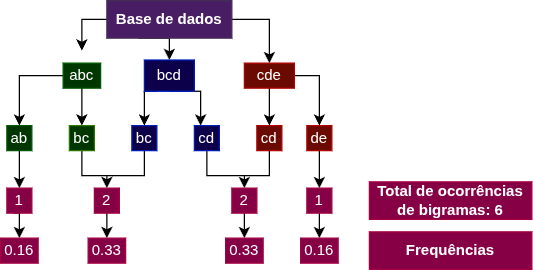 Base de dados
abc
bcd
cde
ab
bc
bc
cd
cd
de
1
2
2
1
Total de ocorrências
de bigramas: 6
0.16
0.33
0.33
0.16
Frequências